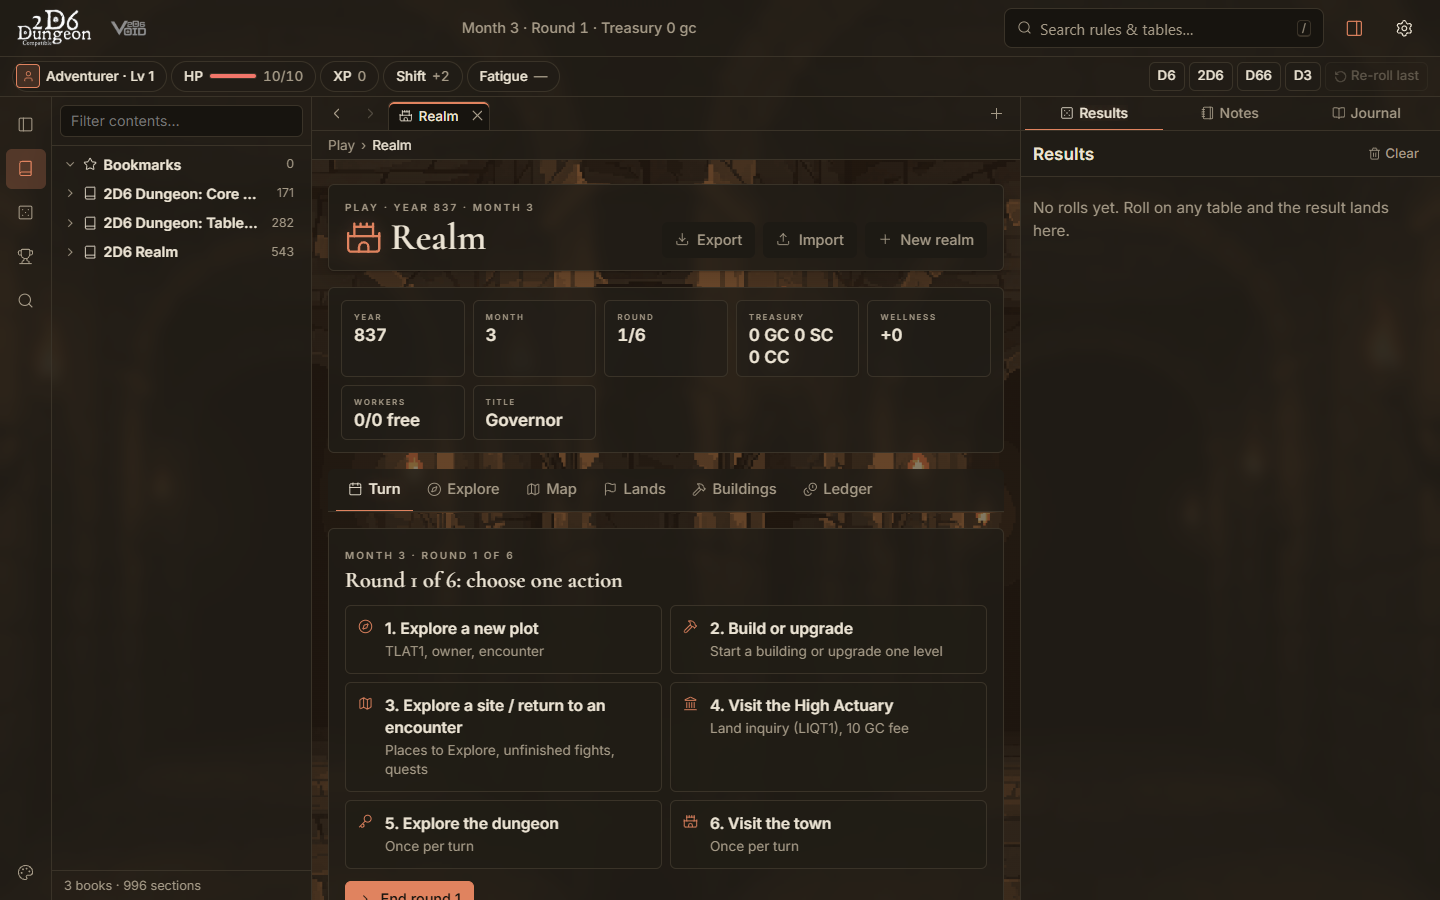 2D6
Dungeon
Compatible
V2D6
VOID
Month 3 · Round 1 · Treasury 0 gc
Search rules & tables...
/
Adventurer · Lv 1
HP 10/10
XP 0
Shift +2
Fatigue —
D6
2D6
D66
D3
Re-roll last
Filter contents...
Bookmarks 0
2D6 Dungeon: Core ... 171
2D6 Dungeon: Table... 282
2D6 Realm 543
3 books · 996 sections
Realm
Play › Realm
PLAY · YEAR 837 · MONTH 3
Realm
Export
Import
New realm
YEAR
837
MONTH
3
ROUND
1/6
TREASURY
0 GC 0 SC
0 CC
WELLNESS
+0
WORKERS
0/0 free
TITLE
Governor
Turn
Explore
Map
Lands
Buildings
Ledger
MONTH 3 · ROUND 1 OF 6
Round 1 of 6: choose one action
1. Explore a new plot
TLAT1, owner, encounter
2. Build or upgrade
Start a building or upgrade one level
3. Explore a site / return to an
encounter
Places to Explore, unfinished fights,
quests
4. Visit the High Actuary
Land inquiry (LIQT1), 10 GC fee
5. Explore the dungeon
Once per turn
6. Visit the town
Once per turn
End round 1
Results
Notes
Journal
Results
Clear
No rolls yet. Roll on any table and the result lands
here.